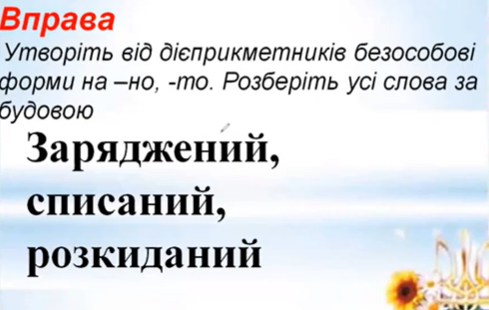 Вправа
Утворіть від дієприкметників безособові
форми на –но, -то. Розберіть усі слова за
будовою
Заряджений,
списаний,
розкиданий